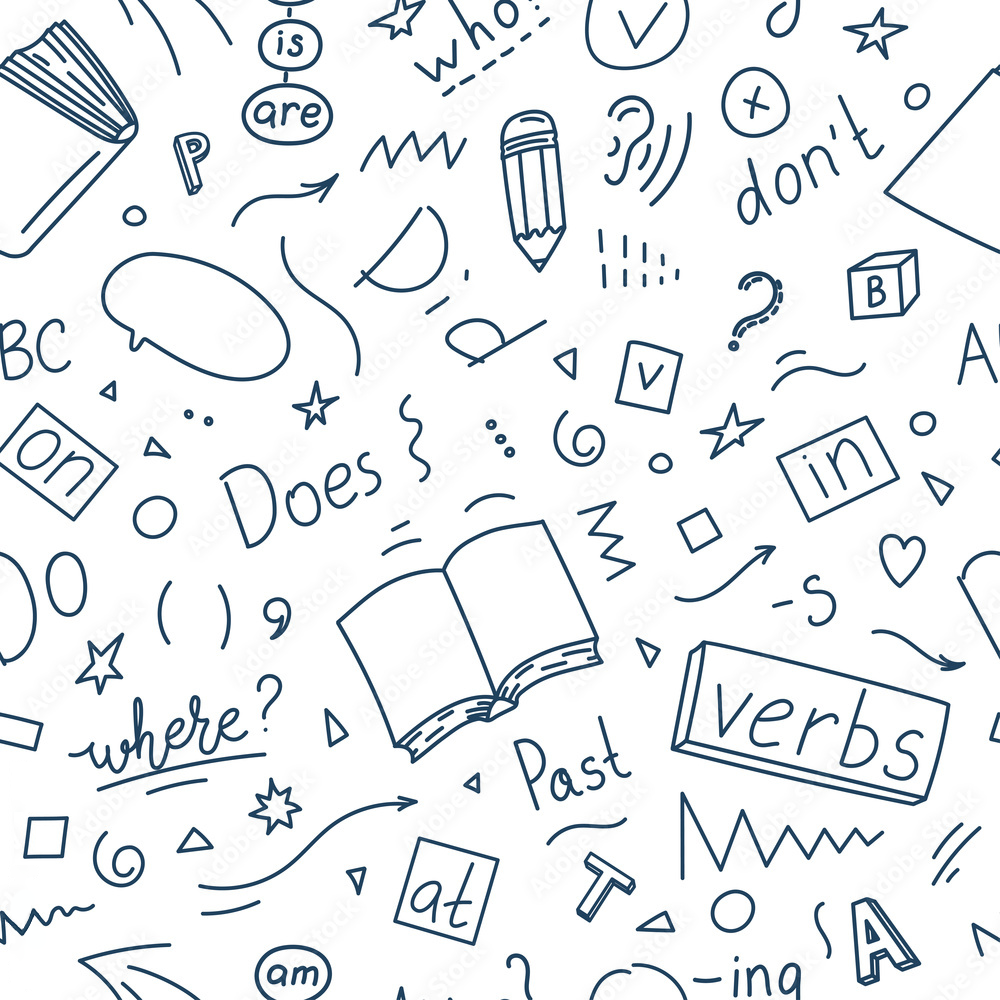 who?
is
V
are
P
don't
B
BC
V
on
Does
in
( ) ,
-S
where?
verbs
Past
at
T
A
am
-ing